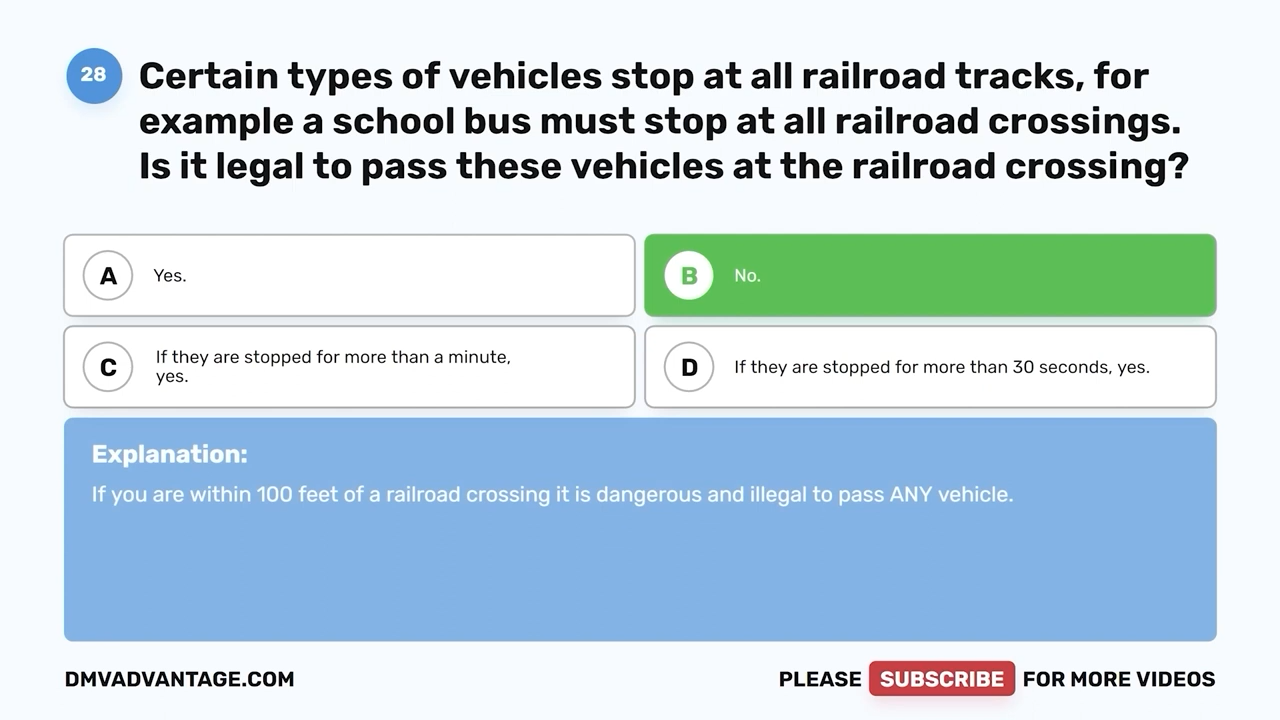 28
Certain types of vehicles stop at all railroad tracks, for
example a school bus must stop at all railroad crossings.
Is it legal to pass these vehicles at the railroad crossing?
A
Yes.
B
No.
C
If they are stopped for more than a minute,
yes.
D
If they are stopped for more than 30 seconds, yes.
Explanation:
If you are within 100 feet of a railroad crossing it is dangerous and illegal to pass ANY vehicle.
DMVADVANTAGE.COM
PLEASE SUBSCRIBE FOR MORE VIDEOS